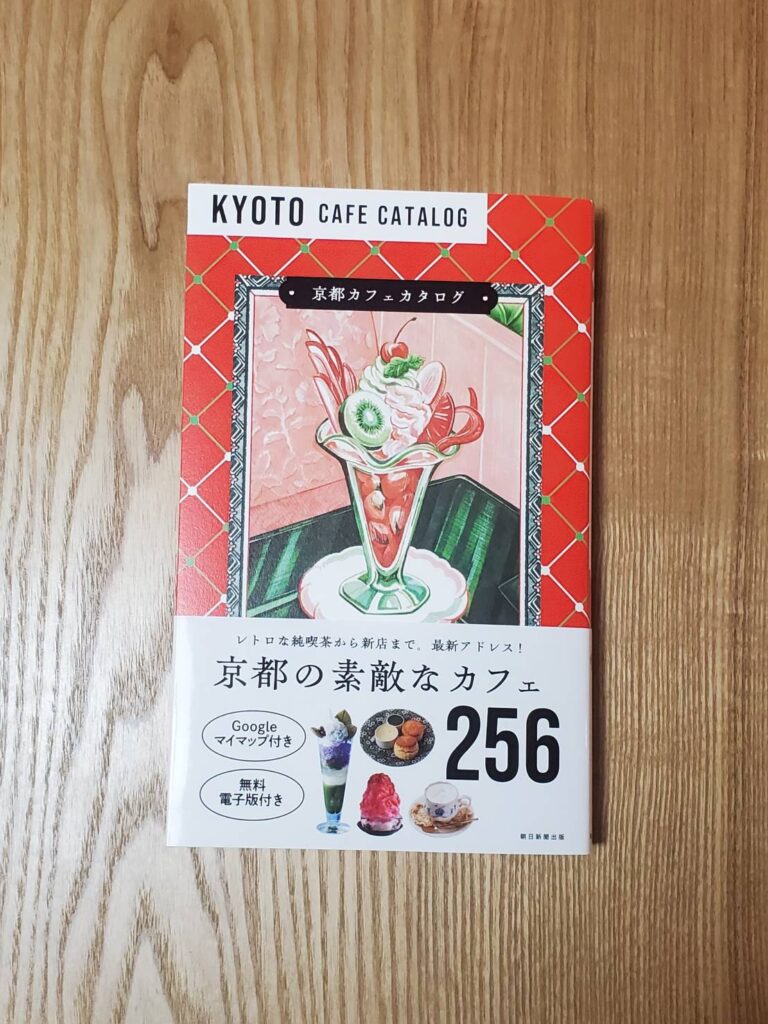 KYOTO CAFE CATALOG
京都カフェカタログ
レトロな純喫茶から新店まで。最新アドレス！
京都の素敵なカフェ
256
Google
マイマップ付き
無料
電子版付き
朝日新聞出版